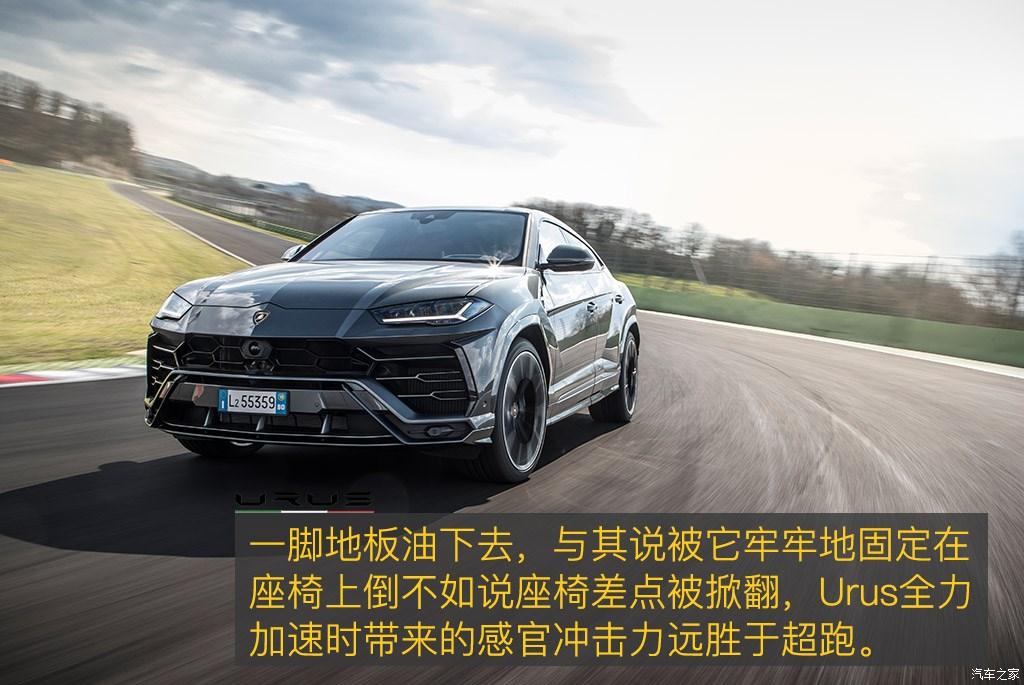 L2 55359
URUS
一脚地板油下去，与其说被它牢牢地固定在
座椅上倒不如说座椅差点被掀翻，Urus全力
加速时带来的感官冲击力远胜于超跑。
汽车之家